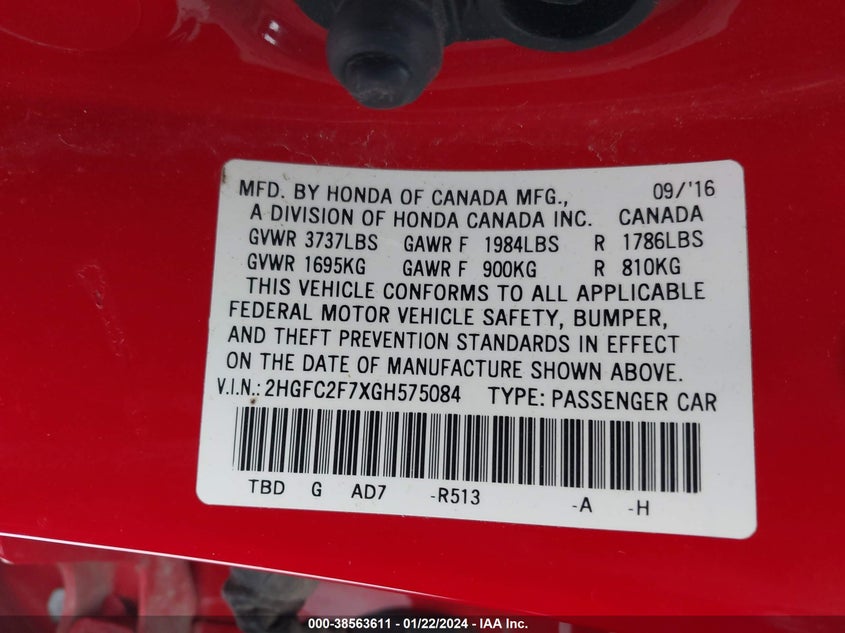 MFD. BY HONDA OF CANADA MFG., 09/'16
A DIVISION OF HONDA CANADA INC. CANADA
GVWR 3737LBS GAWR F 1984LBS R 1786LBS
GVWR 1695KG GAWR F 900KG R 810KG
THIS VEHICLE CONFORMS TO ALL APPLICABLE
FEDERAL MOTOR VEHICLE SAFETY, BUMPER,
AND THEFT PREVENTION STANDARDS IN EFFECT
ON THE DATE OF MANUFACTURE SHOWN ABOVE.
V.I.N.: 2HGFC2F7XGH575084 TYPE: PASSENGER CAR
TBD G AD7 -R513 -A -H
000-38563611 - 01/22/2024 - IAA Inc.